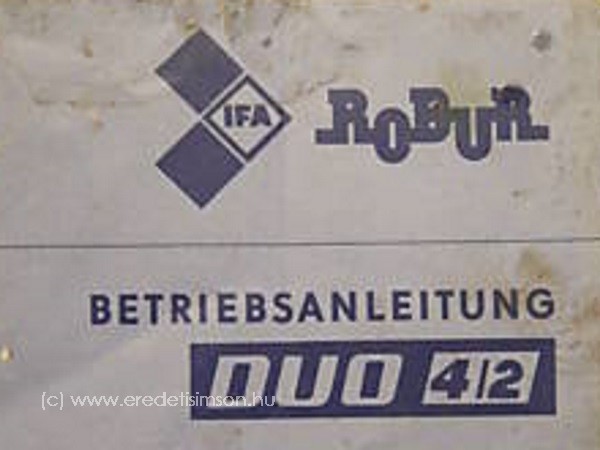 IFA ROBUR
BETRIEBSANLEITUNG
DUO 4/2
(c) www.eredetisimson.hu